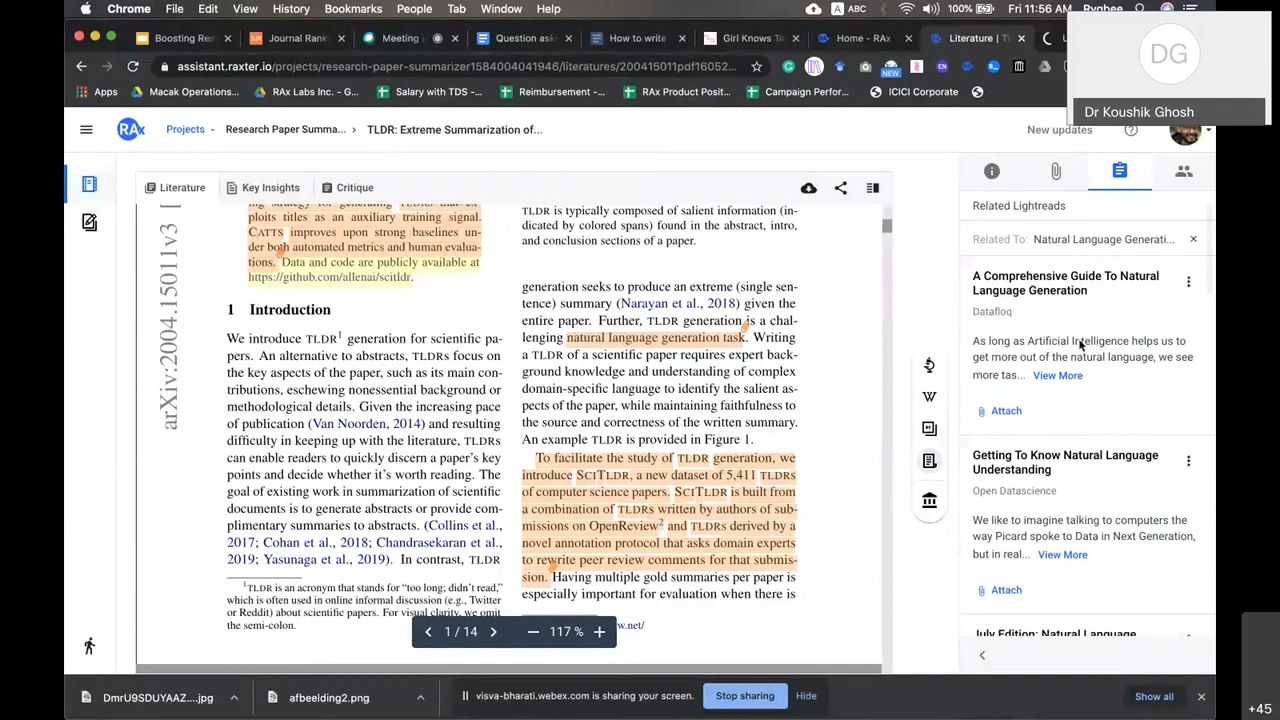 Chrome File Edit View History Bookmarks People Tab Window Help
ABC 100% Fri 11:56 AM Rygbee
Boosting Res
Journal Rank
Meeting i
Question ask
How to write
Girl Knows Te
Home - RAx
Literature | T
assistant.raxter.io/projects/research-paper-summariz
NEW
Apps Macak Operations... RAx Labs Inc. - G... Salary with TDS -... Reimbursement -... RAx Product Posit... Campaign Perfor... ICICI Corporate
DG
Dr Koushik Ghosh
RAx Projects Research Paper Summa... TLDR: Extreme Summarization of...
New updates
Literature Key Insights Critique
arXiv:2004.15011v3 [
ploits titles as an auxiliary training signal.
CATTS improves upon strong baselines un-
der both automated metrics and human evalua-
tions. Data and code are publicly available at
https://github.com/allenai/scitldr.
1 Introduction
We introduce TLDR1 generation for scientific pa-
pers. An alternative to abstracts, TLDRs focus on
the key aspects of the paper, such as its main con-
tributions, eschewing nonessential background or
methodological details. Given the increasing pace
of publication (Van Noorden, 2014) and resulting
difficulty in keeping up with the literature, TLDRs
can enable readers to quickly discern a paper's key
points and decide whether it's worth reading. The
goal of existing work in summarization of scientific
documents is to generate abstracts or provide com-
plimentary summaries to abstracts. (Collins et al.,
2017; Cohan et al., 2018; Chandrasekaran et al.,
2019; Yasunaga et al., 2019). In contrast, TLDR
1TLDR is an acronym that stands for "too long; didn't read,"
which is often used in online informal discussion (e.g., Twitter
or Reddit) about scientific papers. For visual clarity, we omit
the semi-colon.
TLDR is typically composed of salient information (in-
dicated by colored spans) found in the abstract, intro,
and conclusion sections of a paper.
generation seeks to produce an extreme (single sen-
tence) summary (Narayan et al., 2018) given the
entire paper. Further, TLDR generation is a chal-
lenging natural language generation task. Writing
a TLDR of a scientific paper requires expert back-
ground knowledge and understanding of complex
domain-specific language to identify the salient as-
pects of the paper, while maintaining faithfulness to
the source and correctness of the written summary.
An example TLDR is provided in Figure 1.
To facilitate the study of TLDR generation, we
introduce SCITLDR, a new dataset of 5,411 TLDRs
of computer science papers. SCITLDR is built from
a combination of TLDRs written by authors of sub-
missions on OpenReview2 and TLDRs derived by a
novel annotation protocol that asks domain experts
to rewrite peer review comments for that submis-
sion. Having multiple gold summaries per paper is
especially important for evaluation when there is
w.net/
1 / 14
117 %
W
Related Lightreads
Related To: Natural Language Generati...
A Comprehensive Guide To Natural
Language Generation
Datafloq
As long as Artificial Intelligence helps us to
get more out of the natural language, we see
more tas... View More
Attach
Getting To Know Natural Language
Understanding
Open Datascience
We like to imagine talking to computers the
way Picard spoke to Data in Next Generation,
but in real... View More
Attach
July Edition: Natural Language
DmrU9SDUYAAZ....jpg
afbeelding2.png
visva-bharati.webex.com is sharing your screen.
Stop sharing
Hide
Show all
+45